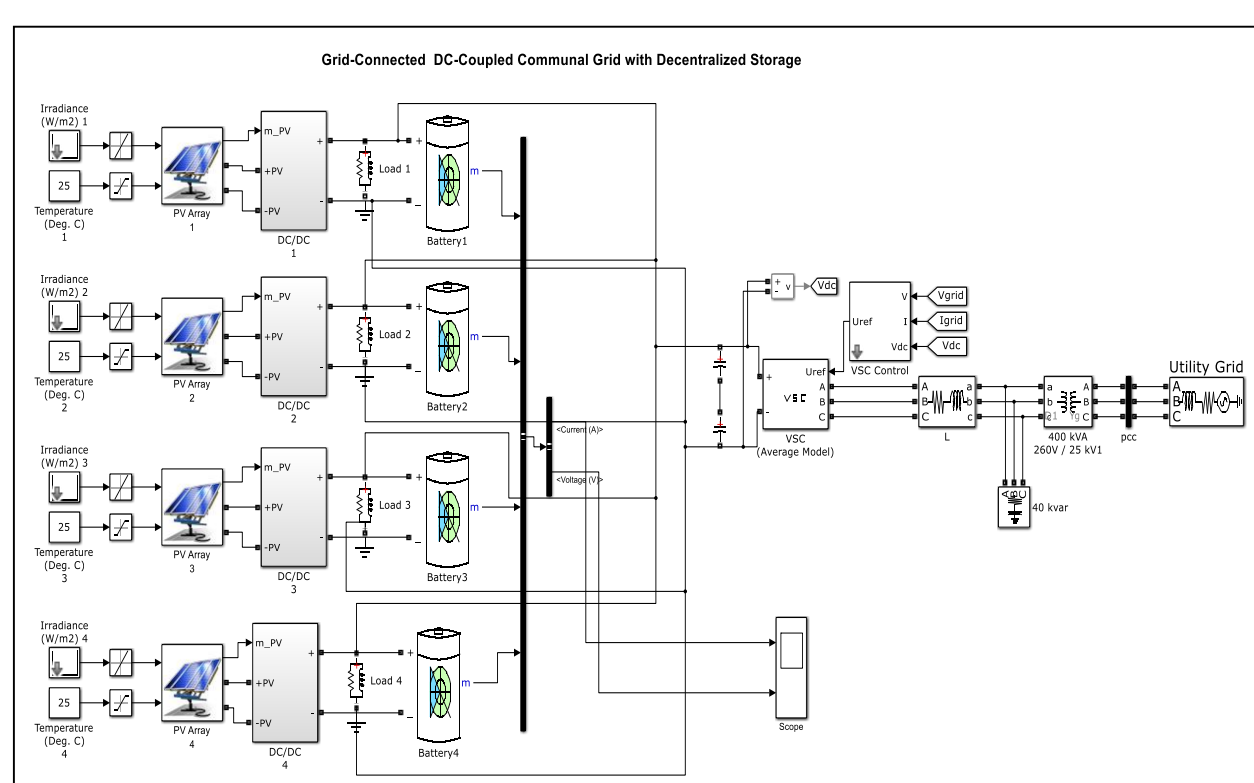 Grid-Connected  DC-Coupled Communal Grid with Decentralized Storage
Irradiance
(W/m2) 1
25
Temperature
(Deg. C)
1
PV Array
1
m_PV
+PV
-PV
+
-
DC/DC
1
Load 1
+
_
m
Battery1
Irradiance
(W/m2) 2
25
Temperature
(Deg. C)
2
PV Array
2
m_PV
+PV
-PV
+
-
DC/DC
2
Load 2
+
_
m
Battery2
Irradiance
(W/m2) 3
25
Temperature
(Deg. C)
3
PV Array
3
m_PV
+PV
-PV
+
-
DC/DC
3
Load 3
+
_
m
Battery3
Irradiance
(W/m2) 4
25
Temperature
(Deg. C)
4
PV Array
4
m_PV
+PV
-PV
+
-
DC/DC
4
Load 4
+
_
m
Battery4
<Current (A)>
<Voltage (V)>
Scope
+
-
v
Vdc
Uref
V
I
Vdc
VSC Control
Vgrid
Igrid
Vdc
+
-
Uref
VSC
A
B
C
VSC
(Average Model)
A
B
C
a
b
c
L
A
B
C
40 kvar
a
b
c
Yg
A
B
C
400 kVA
260V / 25 kV1
pcc
Utility Grid
A
B
C